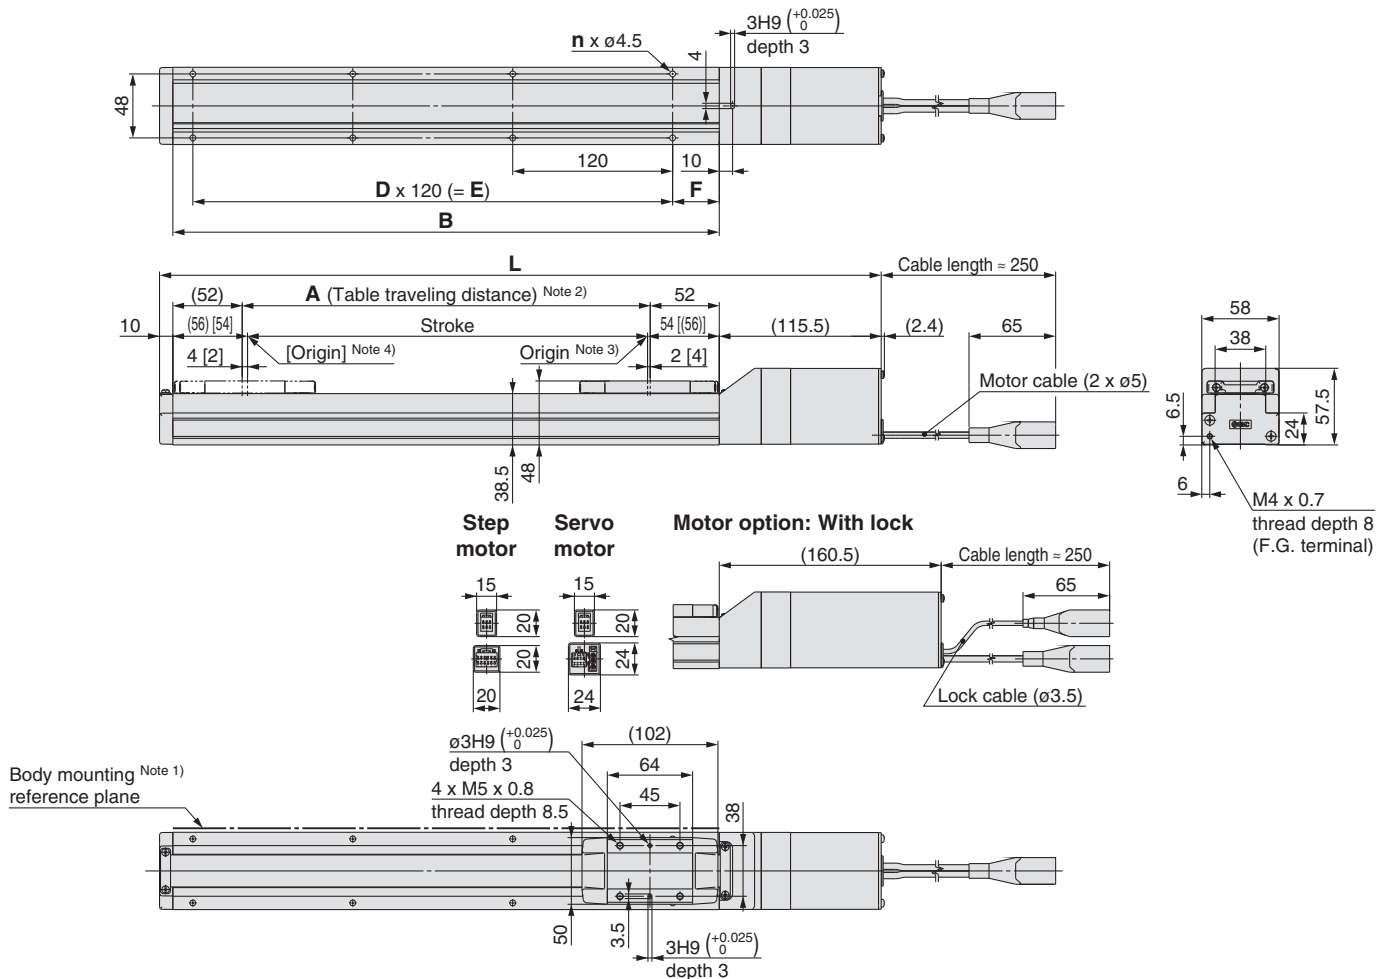 3H9 (+0.025 0)
depth 3
n x ø4.5
4
48
120
10
D x 120 (= E)
F
B
L
Cable length ≈ 250
(52)
A (Table traveling distance) Note 2)
52
10
(56) [54]
Stroke
54 [(56)]
(115.5)
(2.4)
65
4 [2]
[Origin] Note 4)
Origin Note 3)
2 [4]
Motor cable (2 x ø5)
38.5
48
58
38
6.5
24
57.5
6
M4 x 0.7
thread depth 8
(F.G. terminal)
Step
motor
Servo
motor
Motor option: With lock
15
20
20
20
15
20
24
24
(160.5)
Cable length ≈ 250
65
Lock cable (ø3.5)
ø3H9 (+0.025 0)
depth 3
(102)
64
45
4 x M5 x 0.8
thread depth 8.5
38
Body mounting Note 1)
reference plane
50
3.5
3H9 (+0.025 0)
depth 3